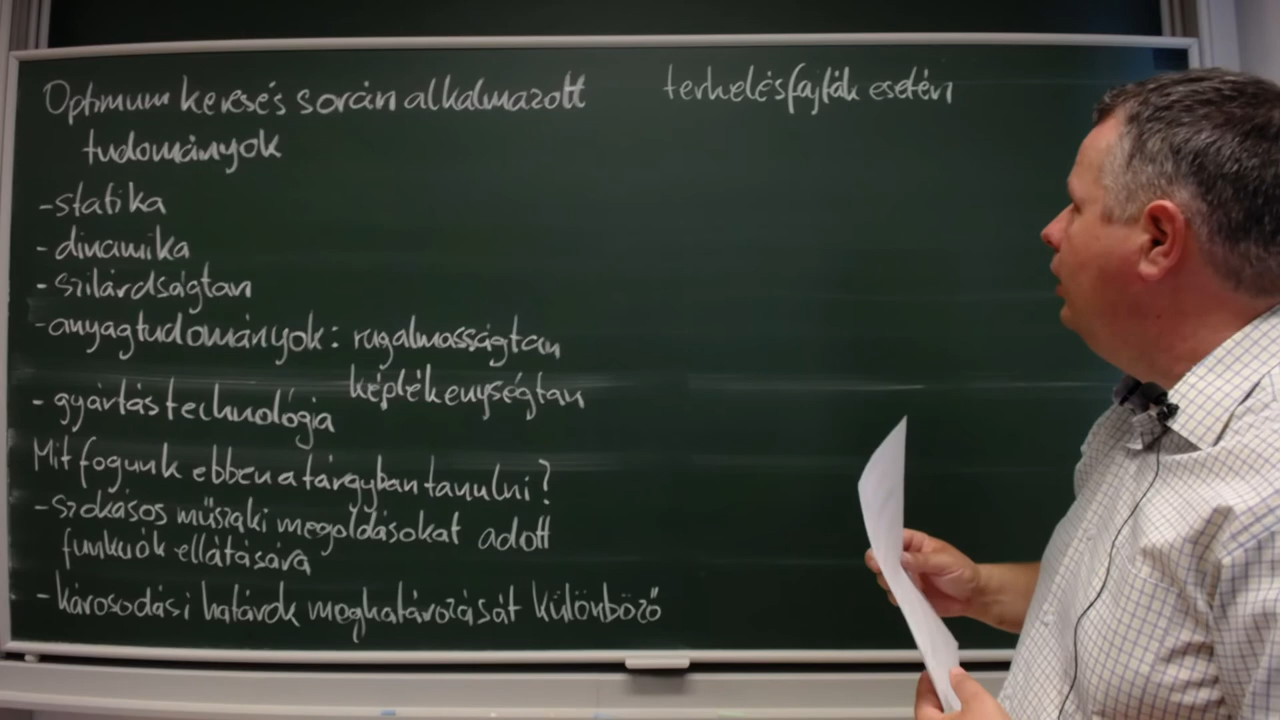 Optimum keresés során alkalmazott
tudományok
-statika
- dinamika
- szilárdságtan
-anyagtudományok: rugalmasságtan
képlékenységtan
- gyártástechnológia
Mit fogunk ebben a tárgyban tanulni?
- szokásos műszaki megoldásokat adott
funkciók ellátására
- károsodási határok meghatározását különböző
terhelésfajták esetén